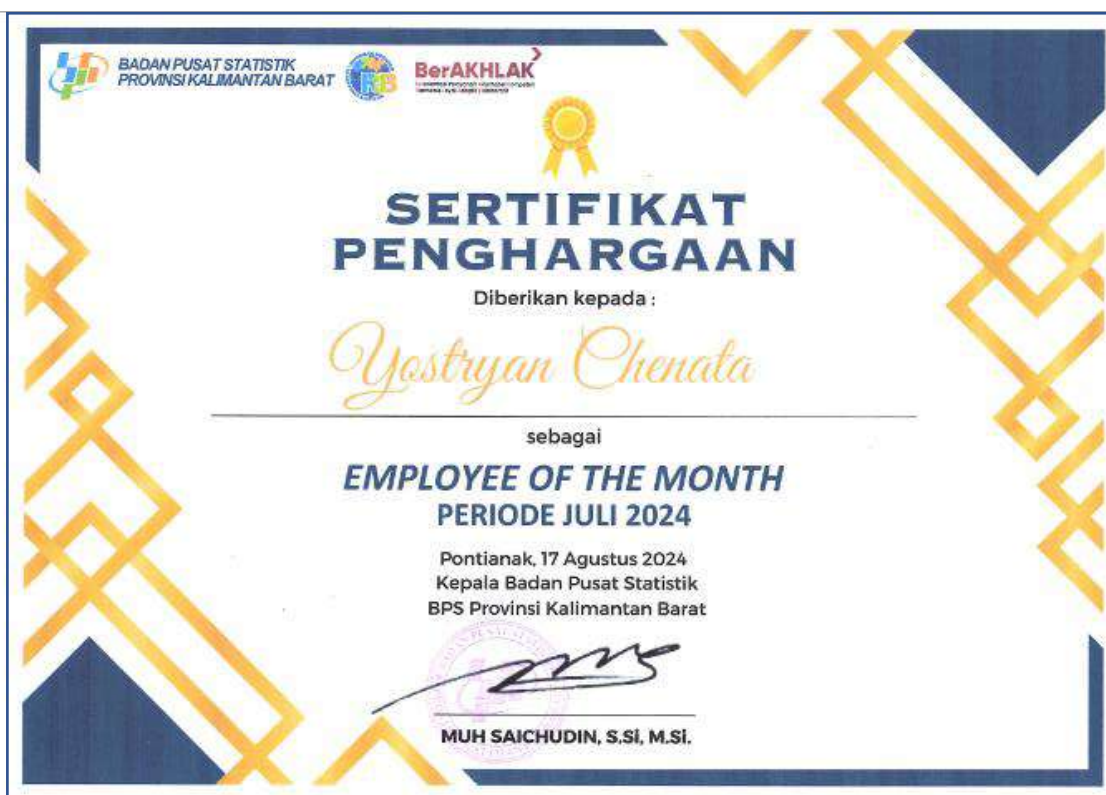 BADAN PUSAT STATISTIK
PROVINSI KALIMANTAN BARAT
RB
BerAKHLAK
SERTIFIKAT
PENGHARGAAN
Diberikan kepada :
Yostryan Chenata
sebagai
EMPLOYEE OF THE MONTH
PERIODE JULI 2024
Pontianak, 17 Agustus 2024
Kepala Badan Pusat Statistik
BPS Provinsi Kalimantan Barat
MUH SAICHUDIN, S.Si, M.Si.